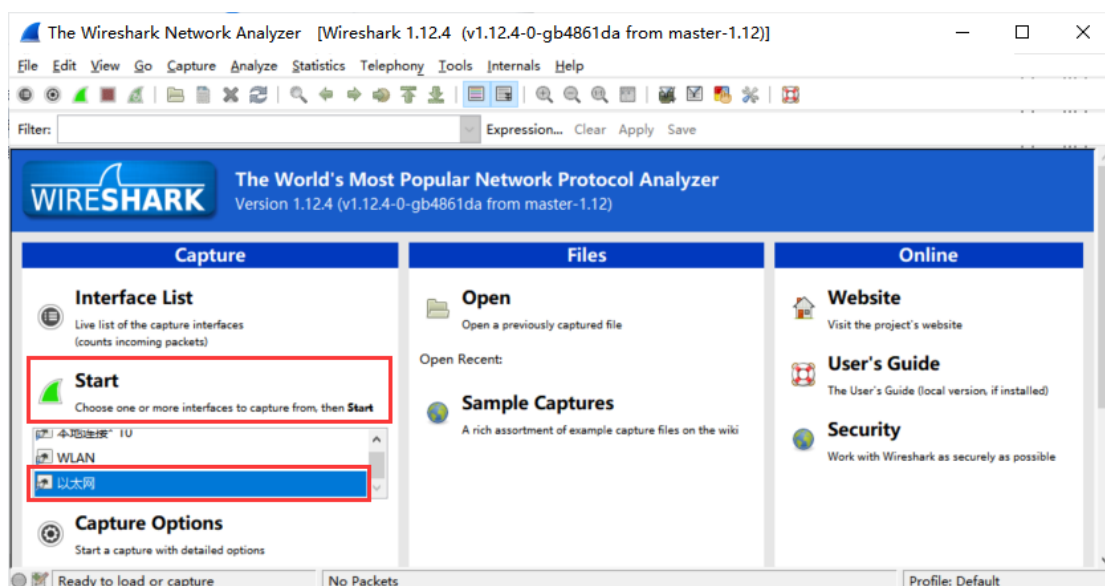 The Wireshark Network Analyzer [Wireshark 1.12.4 (v1.12.4-0-gb4861da from master-1.12)]
File Edit View Go Capture Analyze Statistics Telephony Tools Internals Help
Filter: Expression... Clear Apply Save
WIRESHARK
The World's Most Popular Network Protocol Analyzer
Version 1.12.4 (v1.12.4-0-gb4861da from master-1.12)
Capture
Interface List
Live list of the capture interfaces
(counts incoming packets)
Start
Choose one or more interfaces to capture from, then Start
本地连接* 10
WLAN
以太网
Capture Options
Start a capture with detailed options
Files
Open
Open a previously captured file
Open Recent:
Sample Captures
A rich assortment of example capture files on the wiki
Online
Website
Visit the project's website
User's Guide
The User's Guide (local version, if installed)
Security
Work with Wireshark as securely as possible
Ready to load or capture No Packets Profile: Default